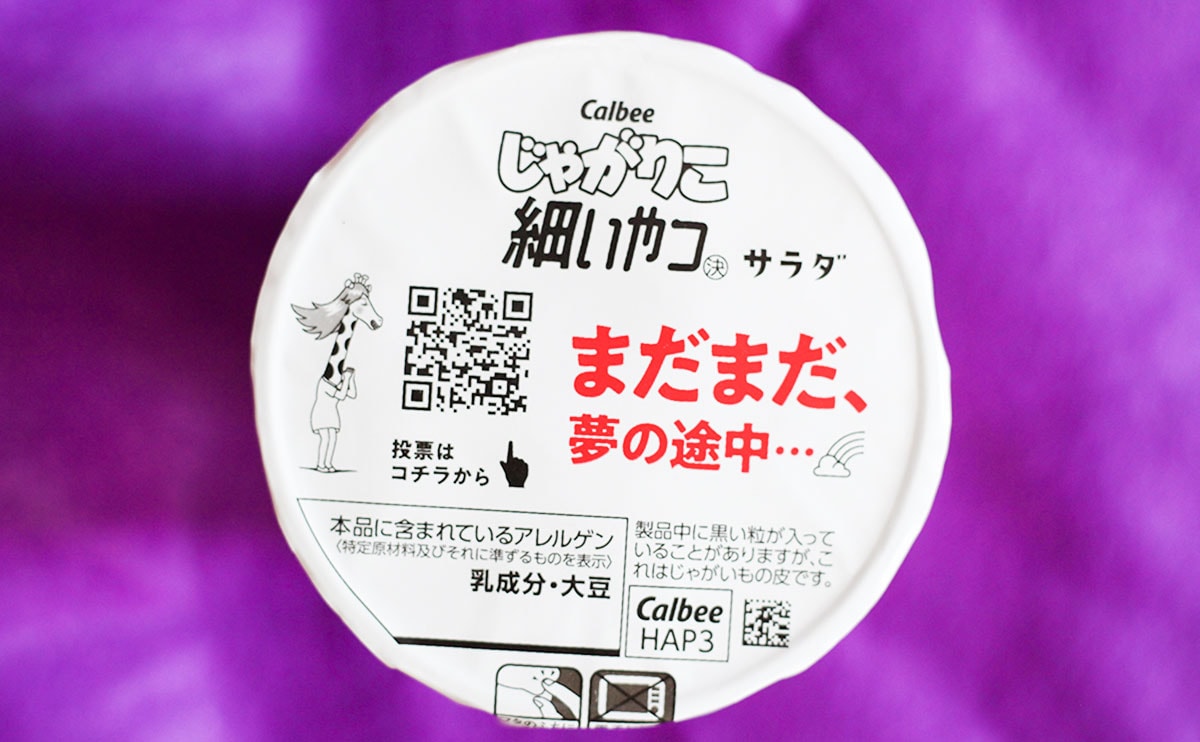 Calbee
じゃがりこ
細いやつ㊍サラダ
まだまだ、
夢の途中…
投票は
コチラから
本品に含まれているアレルゲン
〈特定原材料及びそれに準ずるものを表示〉
乳成分・大豆
製品中に黒い粒が入って
いることがありますが、こ
れはじゃがいもの皮です。
Calbee
HAP3